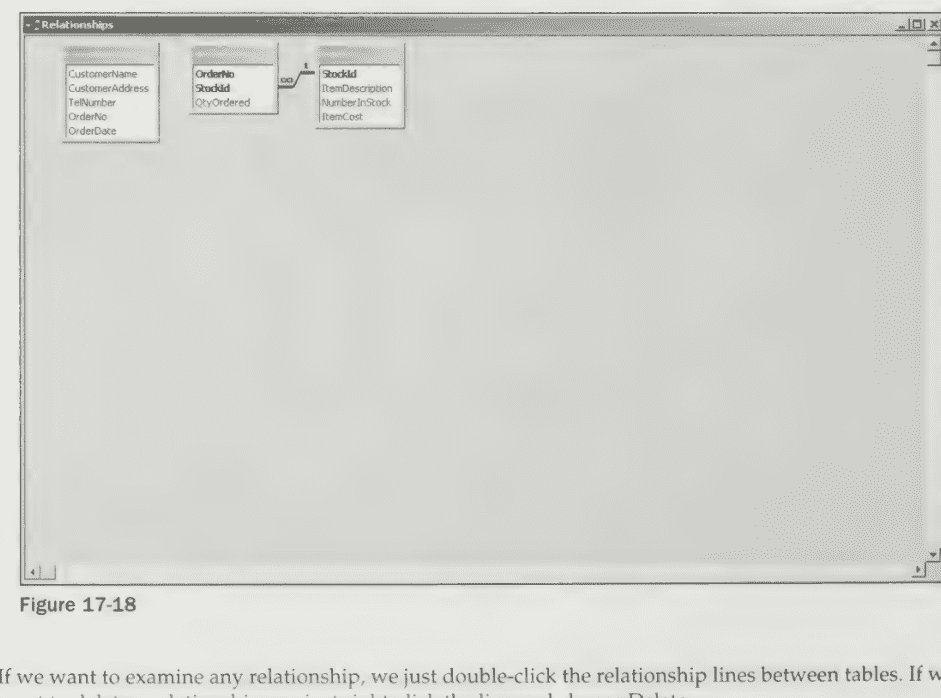 Relationships
CustomerName
CustomerAddress
TelNumber
OrderNo
OrderDate
OrderNo
StockId
QtyOrdered
∞
1
StockId
ItemDescription
NumberInStock
ItemCost
Figure 17-18
If we want to examine any relationship, we just double-click the relationship lines between tables. If w